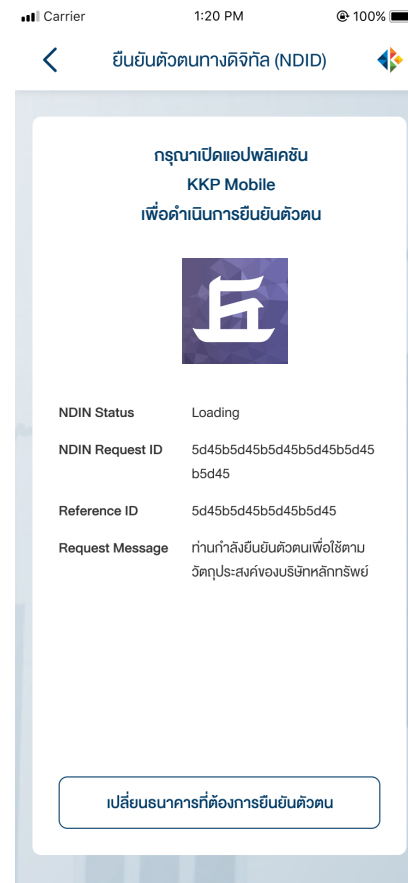 Carrier 1:20 PM 100%
ยืนยันตัวตนทางดิจิทัล (NDID)
กรุณาเปิดแอปพลิเคชัน
KKP Mobile
เพื่อดำเนินการยืนยันตัวตน
NDIN Status Loading
NDIN Request ID 5d45b5d45b5d45b5d45b5d45
b5d45
Reference ID 5d45b5d45b5d45b5d45
Request Message ท่านกำลังยืนยันตัวตนเพื่อใช้ตาม
วัตถุประสงค์ของบริษัทหลักทรัพย์
เปลี่ยนธนาคารที่ต้องการยืนยันตัวตน